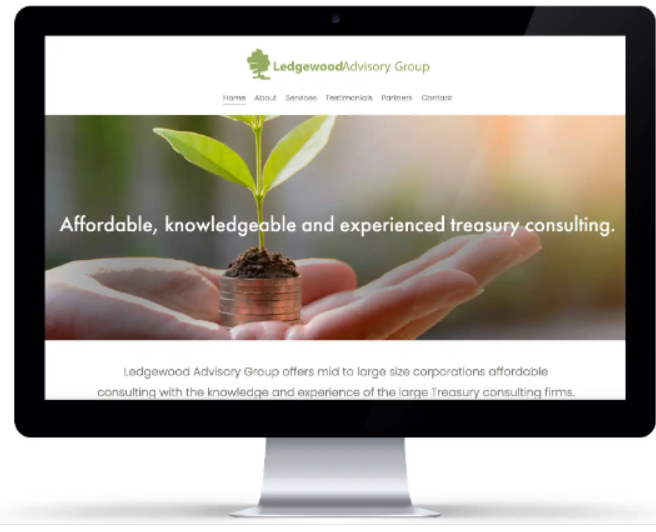 LedgewoodAdvisory Group
Home About Services Testimonials Partners Contact
Affordable, knowledgeable and experienced treasury consulting.
Ledgewood Advisory Group offers mid to large size corporations affordable
consulting with the knowledge and experience of the large Treasury consulting firms.